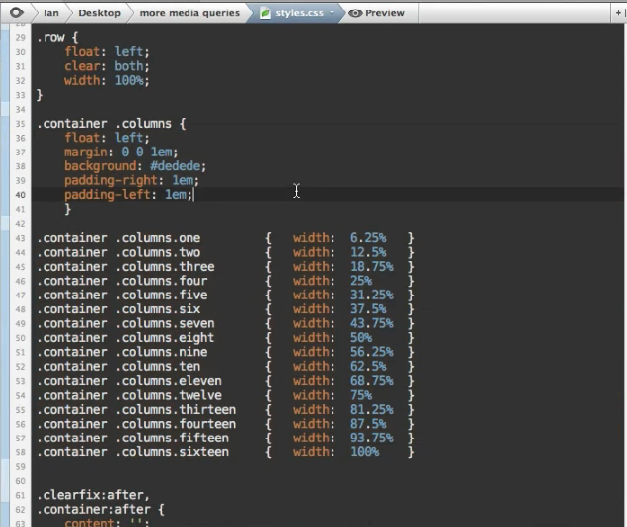 Ian Desktop more media queries styles.css Preview +
28
29 .row {
30 float: left;
31 clear: both;
32 width: 100%;
33 }
34
35 .container .columns {
36 float: left;
37 margin: 0 0 1em;
38 background: #dedede;
39 padding-right: 1em;
40 padding-left: 1em;
41 }
42
43 .container .columns.one { width: 6.25% }
44 .container .columns.two { width: 12.5% }
45 .container .columns.three { width: 18.75% }
46 .container .columns.four { width: 25% }
47 .container .columns.five { width: 31.25% }
48 .container .columns.six { width: 37.5% }
49 .container .columns.seven { width: 43.75% }
50 .container .columns.eight { width: 50% }
51 .container .columns.nine { width: 56.25% }
52 .container .columns.ten { width: 62.5% }
53 .container .columns.eleven { width: 68.75% }
54 .container .columns.twelve { width: 75% }
55 .container .columns.thirteen { width: 81.25% }
56 .container .columns.fourteen { width: 87.5% }
57 .container .columns.fifteen { width: 93.75% }
58 .container .columns.sixteen { width: 100% }
59
60
61 .clearfix:after,
62 .container:after {
63 content: '';